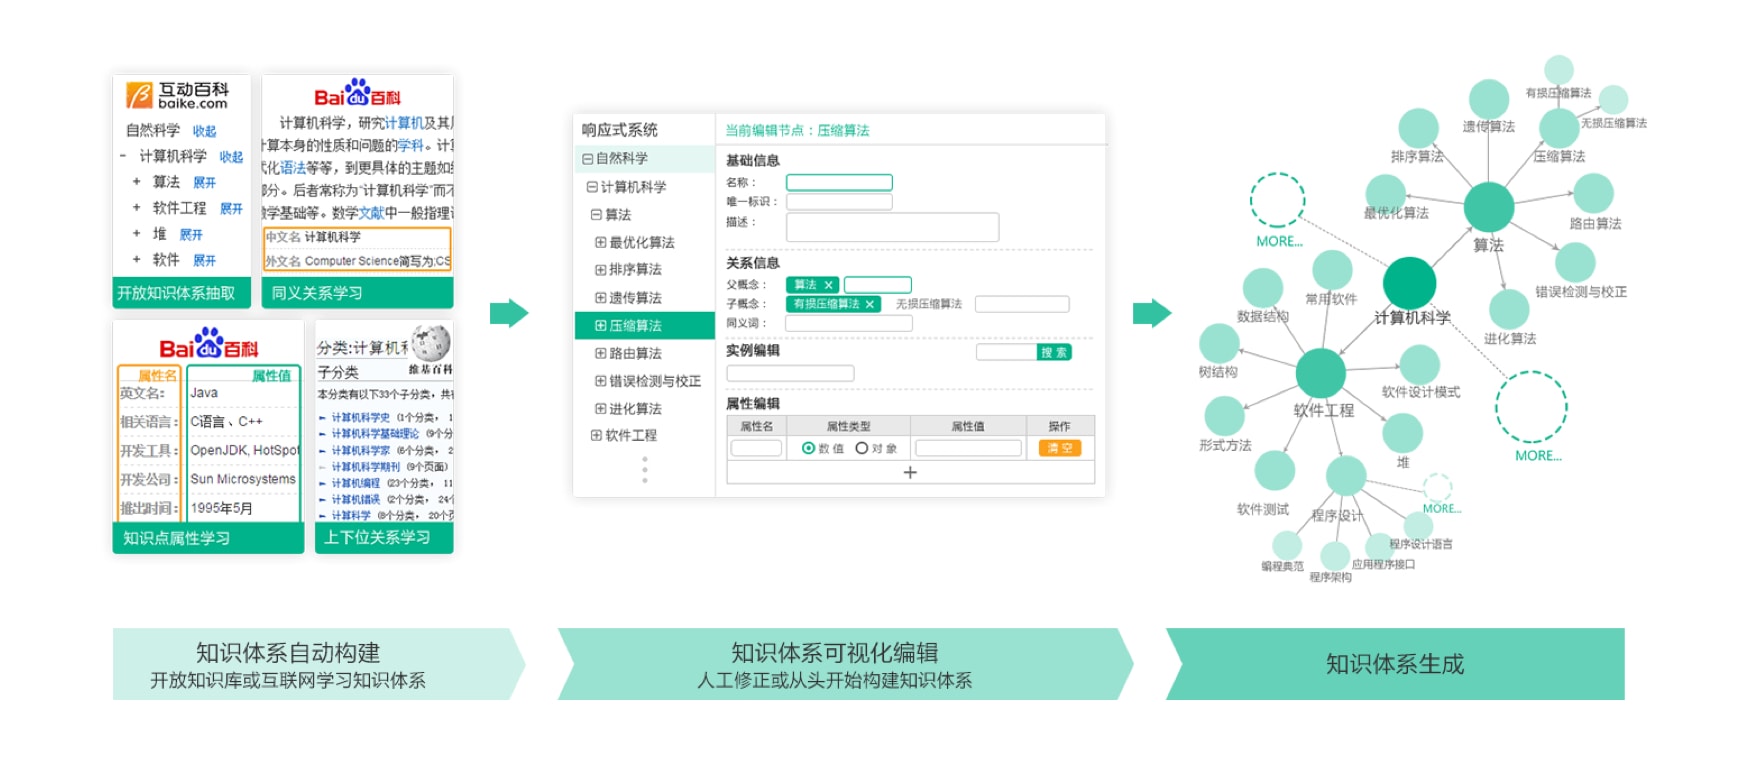 互动百科
baike.com
自然科学 收起
- 计算机科学 收起
+ 算法 展开
+ 软件工程 展开
+ 堆 展开
+ 软件 展开
开放知识体系抽取
Bai du 百科
计算机科学，研究计算机及其
计算本身的性质和问题的学科。计
化语法等等，到更具体的主题如
部分。后者常称为"计算机科学"而不
数学基础等。数学文献中一般指理
中文名 计算机科学
外文名 Computer Science简写为;CS
同义关系学习
Bai du 百科
属性名 属性值
英文名： Java
相关语言： C语言、C++
开发工具： OpenJDK, HotSpot
开发公司： Sun Microsystems
推出时间： 1995年5月
知识点属性学习
分类:计算机科
维基百科
子分类
本分类有以下33个子分类，共
计算机科学史 (1个分类， 1
计算机科学基础理论 (9个分
计算机科学家 (6个分类， 2
计算机科学期刊 (9个页面)
计算机编程 (23个分类， 11
计算机错误 (2个分类， 24个
计算科学 (8个分类， 20个页
上下位关系学习
响应式系统
自然科学
计算机科学
算法
最优化算法
排序算法
遗传算法
压缩算法
路由算法
错误检测与校正
进化算法
软件工程
当前编辑节点：压缩算法
基础信息
名称：
唯一标识：
描述：
关系信息
父概念： 算法 ×
子概念： 有损压缩算法 × 无损压缩算法
同义词：
实例编辑 搜 索
属性编辑
属性名 属性类型 属性值 操作
数 值 对 象 清 空
+
有损压缩算法
无损压缩算法
遗传算法
排序算法
压缩算法
最优化算法
路由算法
算法
MORE...
错误检测与校正
常用软件
数据结构
计算机科学
进化算法
树结构
软件设计模式
软件工程
形式方法
堆
MORE...
软件测试
程序设计
MORE...
程序设计语言
编程典范
程序架构
应用程序接口
知识体系自动构建
开放知识库或互联网学习知识体系
知识体系可视化编辑
人工修正或从头开始构建知识体系
知识体系生成